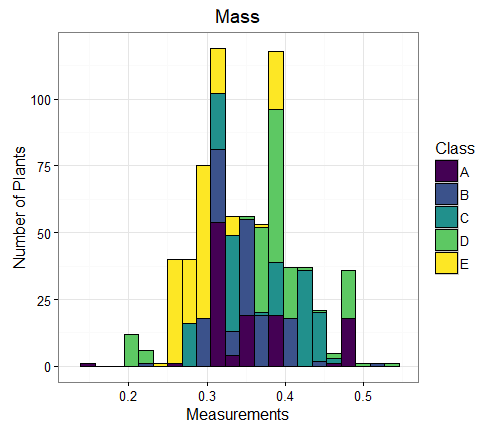 Mass
Number of Plants
100
75
50
25
0
0.2 0.3 0.4 0.5
Measurements
Class
A
B
C
D
E